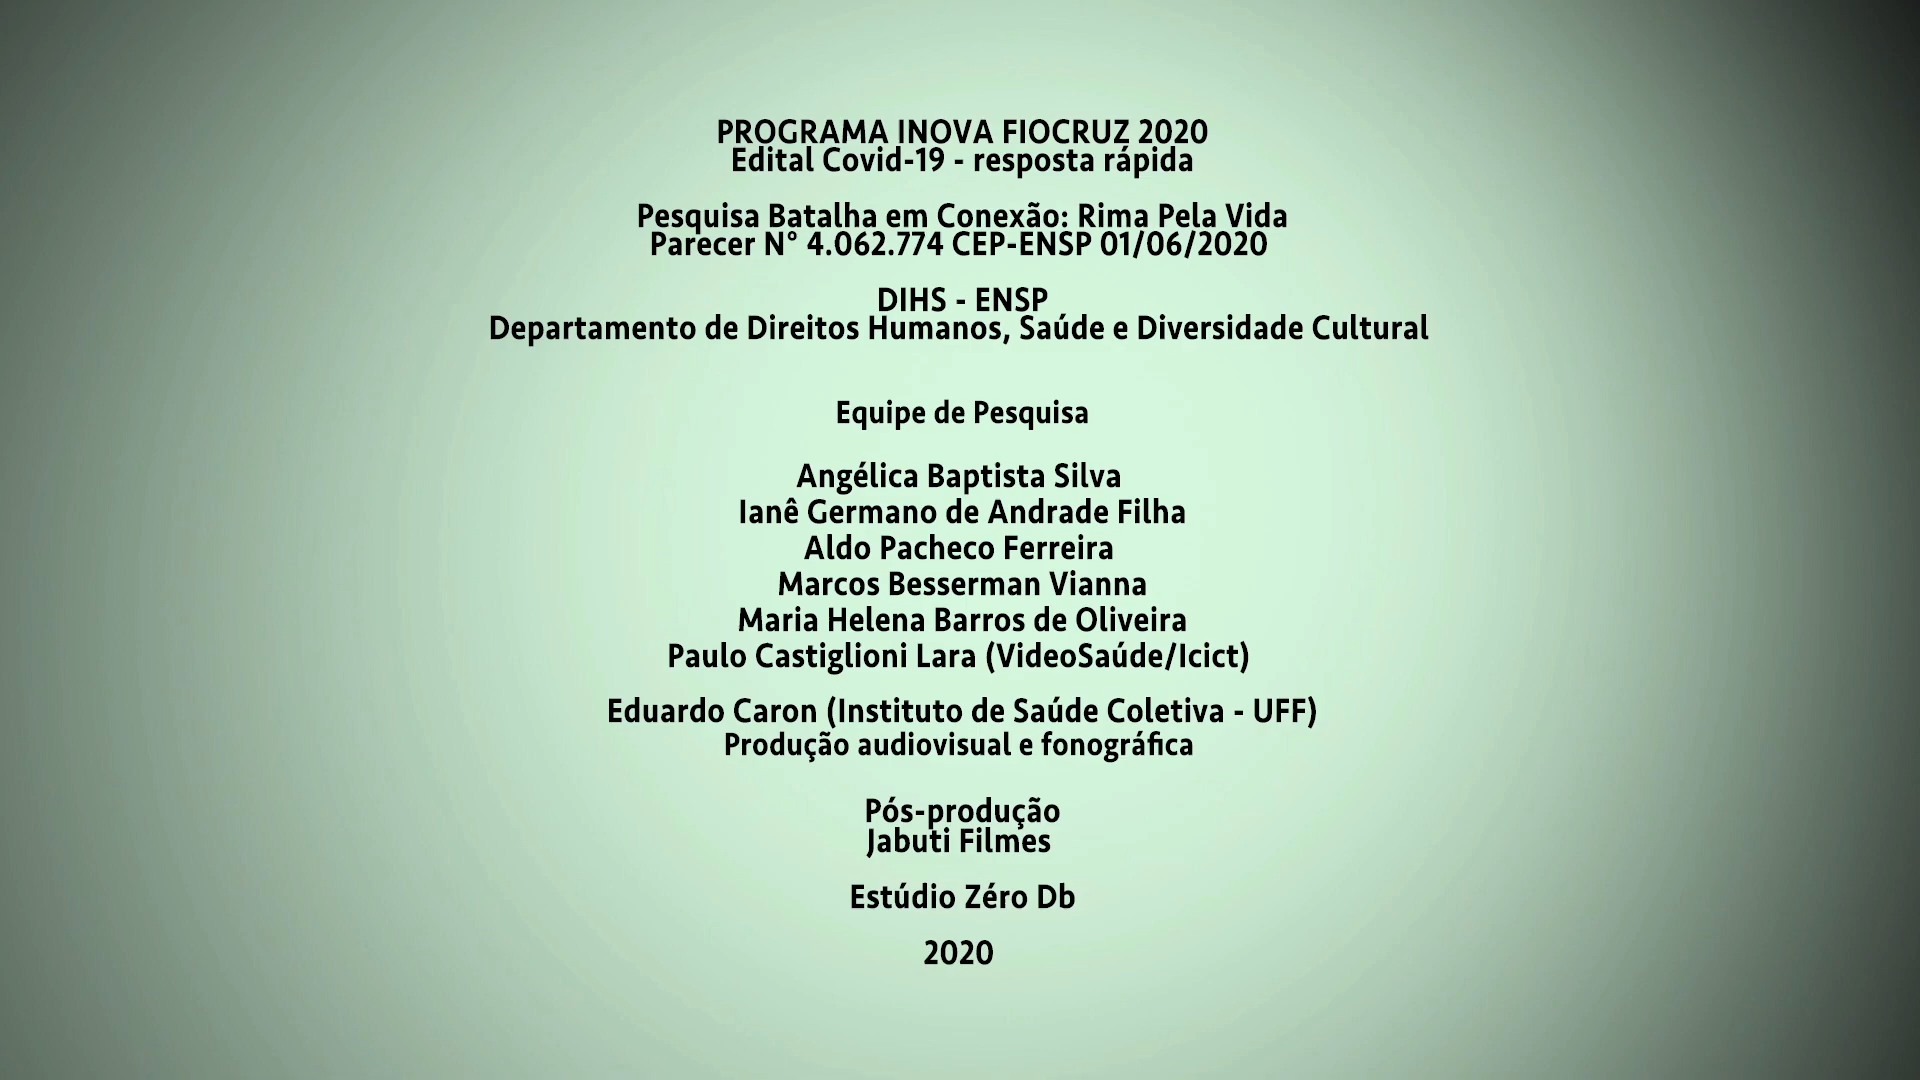 PROGRAMA INOVA FIOCRUZ 2020
Edital Covid-19 - resposta rápida
Pesquisa Batalha em Conexão: Rima Pela Vida
Parecer N° 4.062.774 CEP-ENSP 01/06/2020
DIHS - ENSP
Departamento de Direitos Humanos, Saúde e Diversidade Cultural
Equipe de Pesquisa
Angélica Baptista Silva
Ianê Germano de Andrade Filha
Aldo Pacheco Ferreira
Marcos Besserman Vianna
Maria Helena Barros de Oliveira
Paulo Castiglioni Lara (VideoSaúde/Icict)
Eduardo Caron (Instituto de Saúde Coletiva - UFF)
Produção audiovisual e fonográfica
Pós-produção
Jabuti Filmes
Estúdio Zéro Db
2020